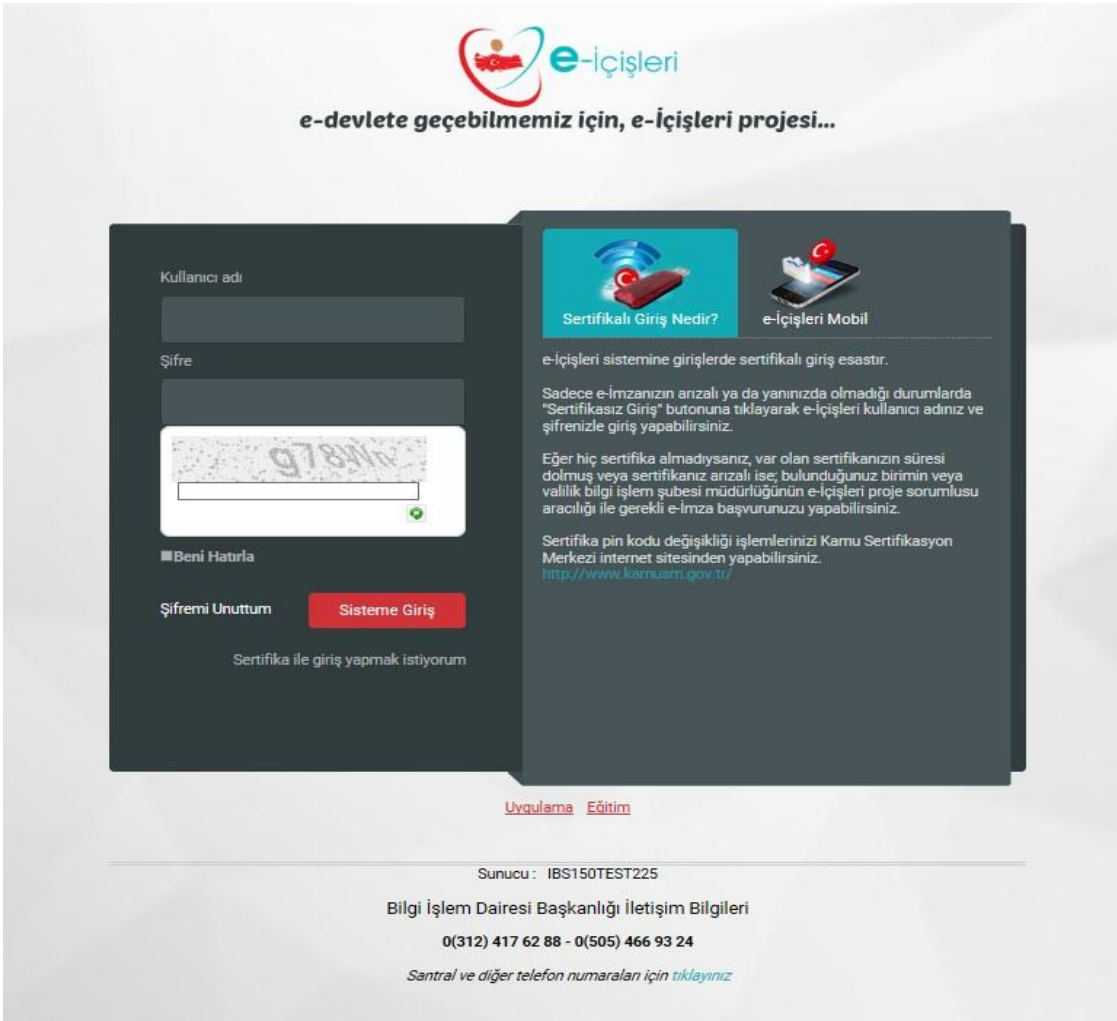 e-İçişleri
e-devlete geçebilmemiz için, e-İçişleri projesi...
Kullanıcı adı
Şifre
Beni Hatırla
Şifremi Unuttum
Sisteme Giriş
Sertifika ile giriş yapmak istiyorum
Sertifikalı Giriş Nedir?
e-İçişleri Mobil
e-İçişleri sistemine girişlerde sertifikalı giriş esastır.
Sadece e-İmzanızın arızalı ya da yanınızda olmadığı durumlarda
"Sertifikasız Giriş" butonuna tıklayarak e-İçişleri kullanıcı adınız ve
şifrenizle giriş yapabilirsiniz.
Eğer hiç sertifika almadıysanız, var olan sertifikanızın süresi
dolmuş veya sertifikanız arızalı ise; bulunduğunuz birimin veya
valilik bilgi işlem şubesi müdürlüğünün e-İçişleri proje sorumlusu
aracılığı ile gerekli e-İmza başvurunuzu yapabilirsiniz.
Sertifika pin kodu değişikliği işlemlerinizi Kamu Sertifikasyon
Merkezi internet sitesinden yapabilirsiniz.
http://www.kamusm.gov.tr/
Uygulama Eğitim
Sunucu : IBS150TEST225
Bilgi İşlem Dairesi Başkanlığı İletişim Bilgileri
0(312) 417 62 88 - 0(505) 466 93 24
Santral ve diğer telefon numaraları için tıklayınız